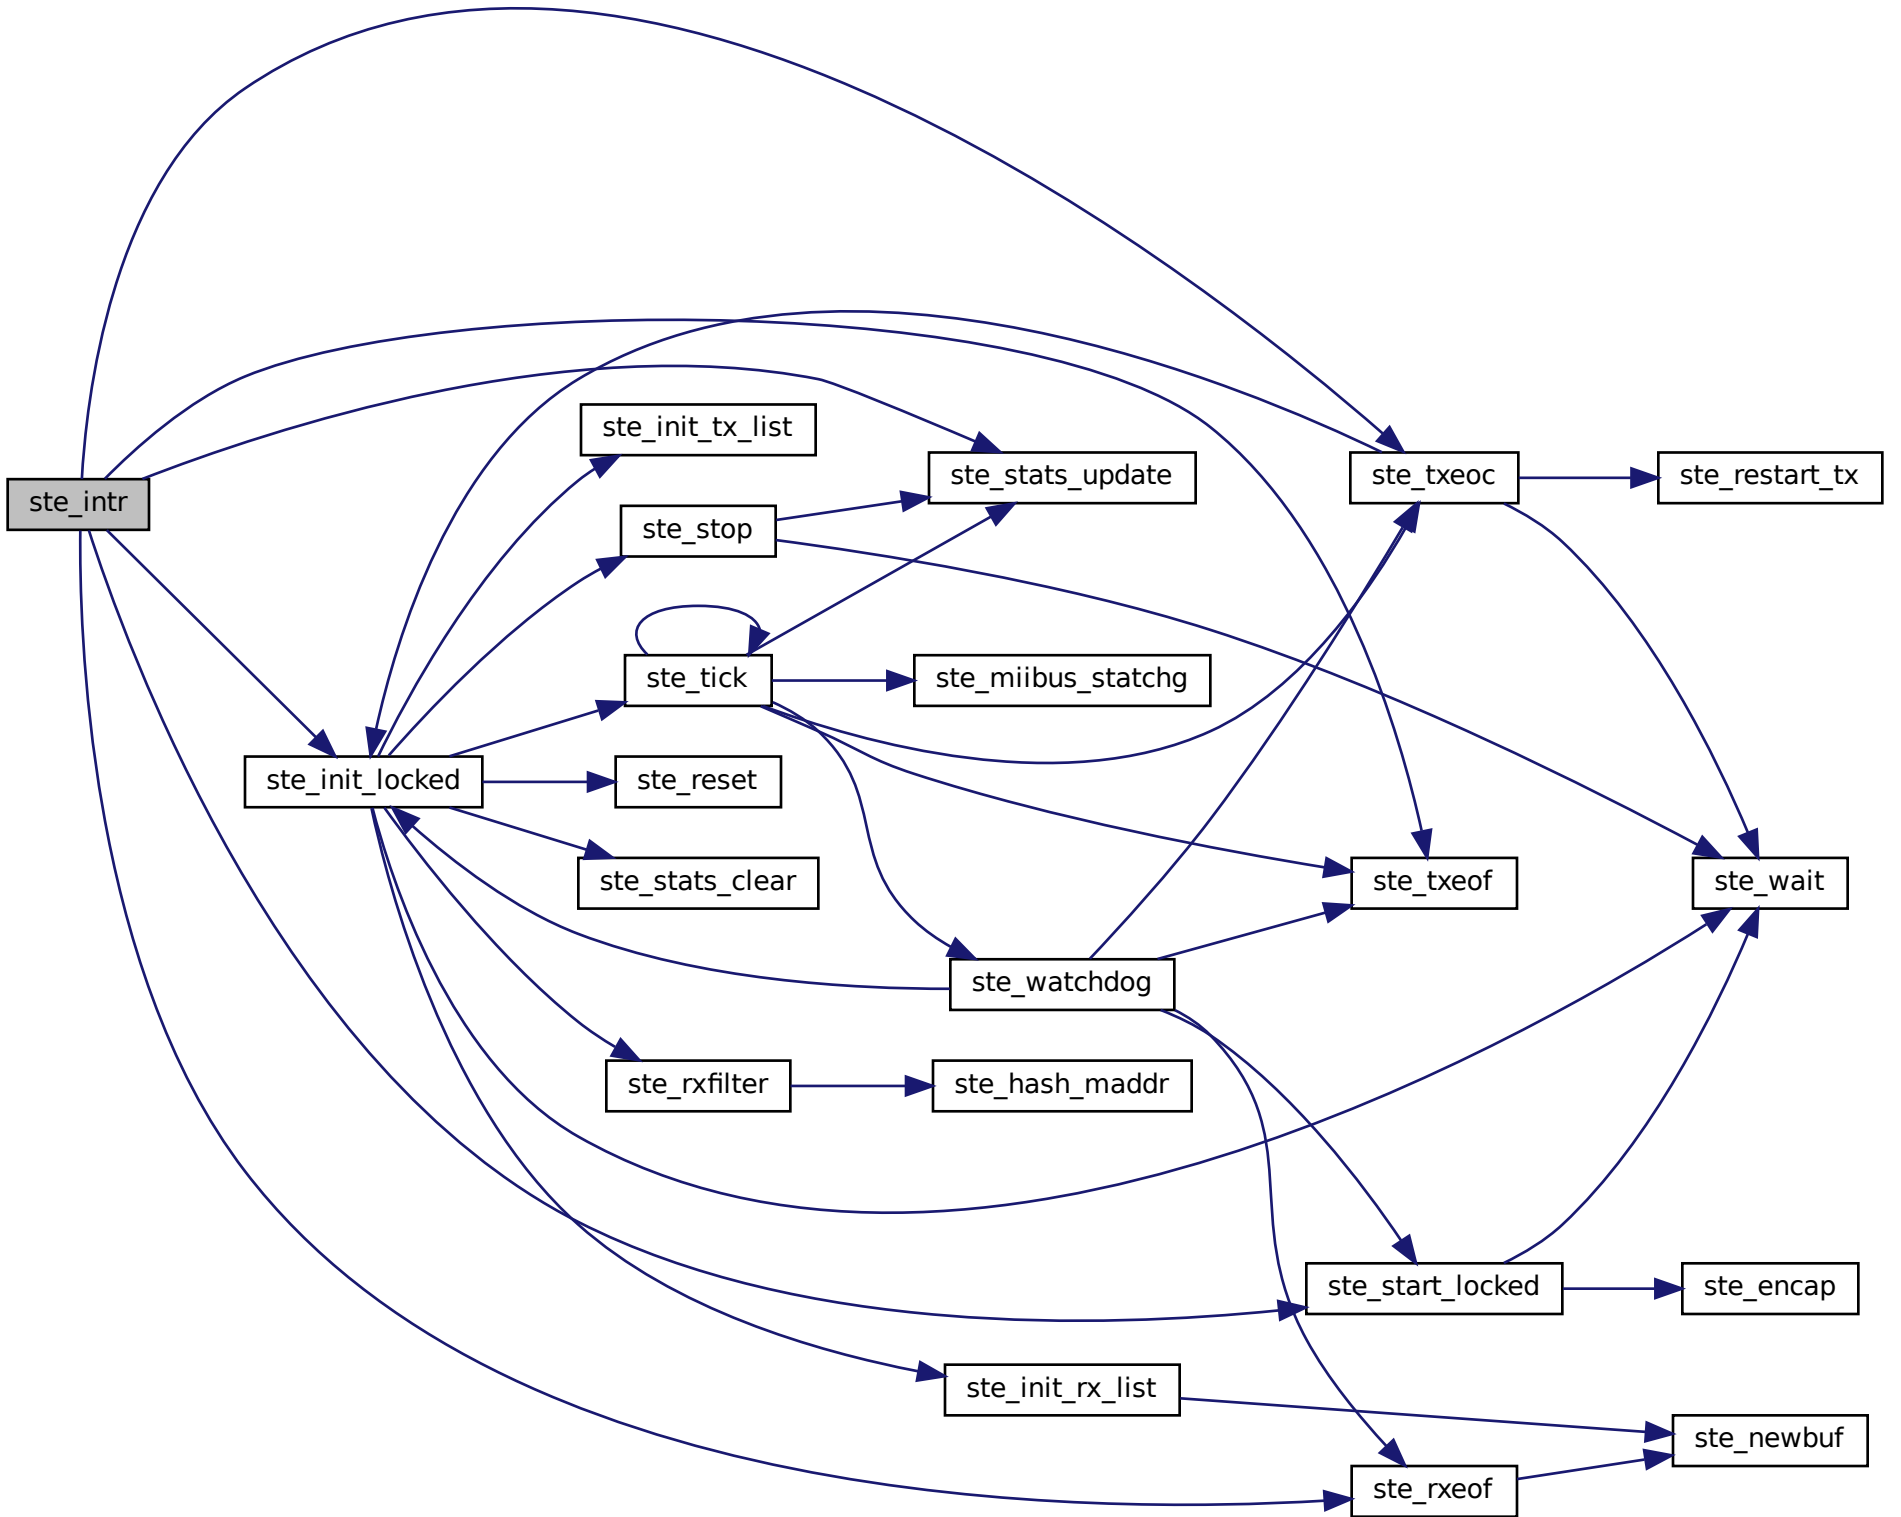 ste_intr
ste_init_tx_list
ste_stats_update
ste_txeoc
ste_restart_tx
ste_stop
ste_tick
ste_miibus_statchg
ste_init_locked
ste_reset
ste_stats_clear
ste_txeof
ste_wait
ste_watchdog
ste_rxfilter
ste_hash_maddr
ste_start_locked
ste_encap
ste_init_rx_list
ste_newbuf
ste_rxeof